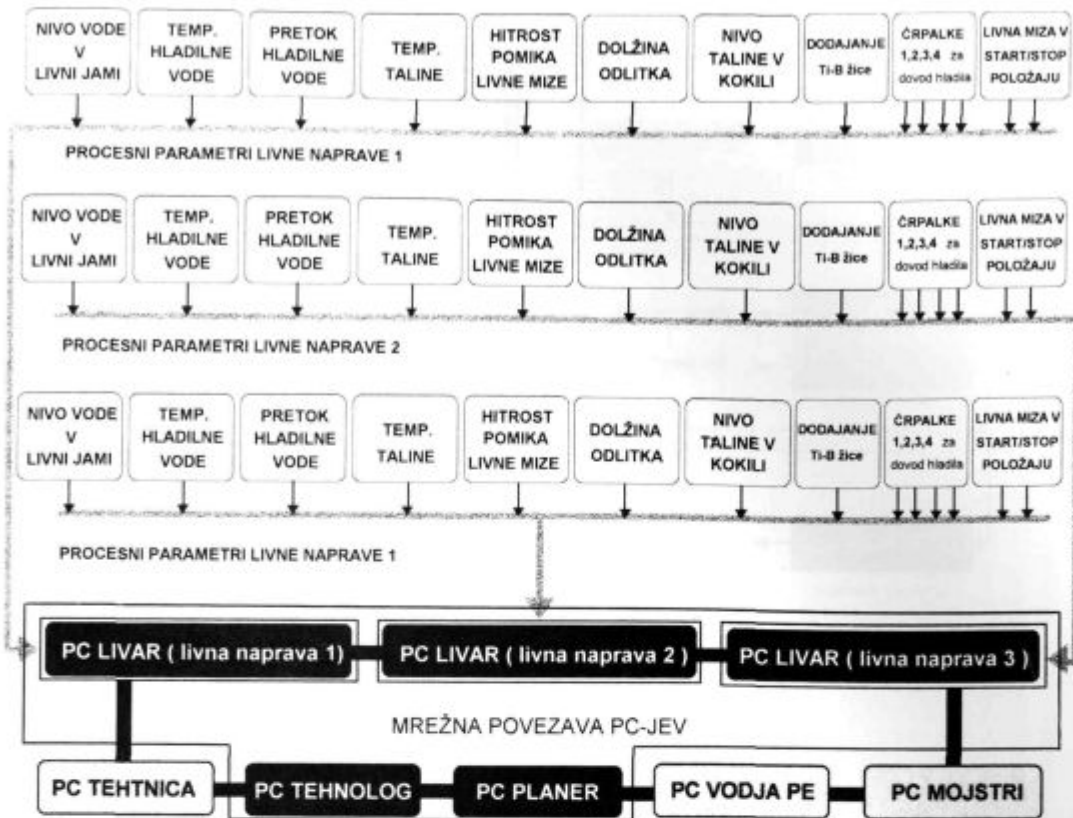 NIVO VODE
V
LIVNI JAMI
TEMP.
HLADILNE
VODE
PRETOK
HLADILNE
VODE
TEMP.
TALINE
HITROST
POMIKA
LIVNE MIZE
DOLŽINA
ODLITKA
NIVO
TALINE V
KOKILI
DODAJANJE
Ti-B žice
ČRPALKE
1,2,3,4 za
dovod hladila
LIVNA MIZA V
START/STOP
POLOŽAJU
PROCESNI PARAMETRI LIVNE NAPRAVE 1
NIVO VODE
V
LIVNI JAMI
TEMP.
HLADILNE
VODE
PRETOK
HLADILNE
VODE
TEMP.
TALINE
HITROST
POMIKA
LIVNE MIZE
DOLŽINA
ODLITKA
NIVO
TALINE V
KOKILI
DODAJANJE
Ti-B žice
ČRPALKE
1,2,3,4 za
dovod hladila
LIVNA MIZA V
START/STOP
POLOŽAJU
PROCESNI PARAMETRI LIVNE NAPRAVE 2
NIVO VODE
V
LIVNI JAMI
TEMP.
HLADILNE
VODE
PRETOK
HLADILNE
VODE
TEMP.
TALINE
HITROST
POMIKA
LIVNE MIZE
DOLŽINA
ODLITKA
NIVO
TALINE V
KOKILI
DODAJANJE
Ti-B žice
ČRPALKE
1,2,3,4 za
dovod hladila
LIVNA MIZA V
START/STOP
POLOŽAJU
PROCESNI PARAMETRI LIVNE NAPRAVE 1
PC LIVAR ( livna naprava 1)
PC LIVAR ( livna naprava 2 )
PC LIVAR ( livna naprava 3 )
MREŽNA POVEZAVA PC-JEV
PC TEHTNICA
PC TEHNOLOG
PC PLANER
PC VODJA PE
PC MOJSTRI